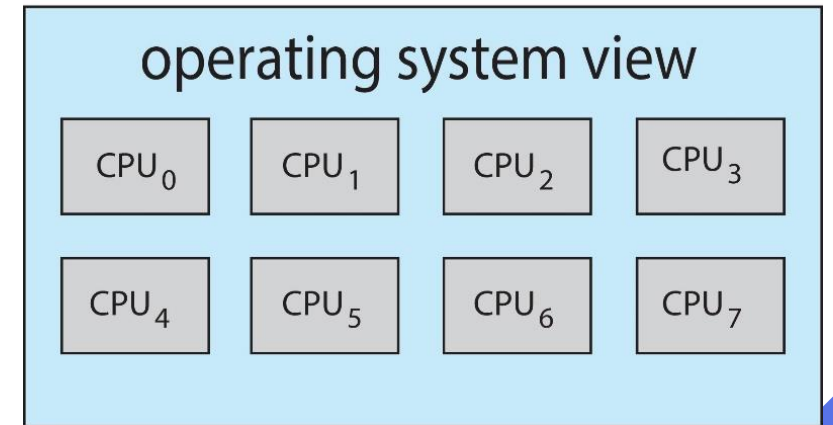 operating system view
CPU₀ CPU₁ CPU₂ CPU₃
CPU₄ CPU₅ CPU₆ CPU₇